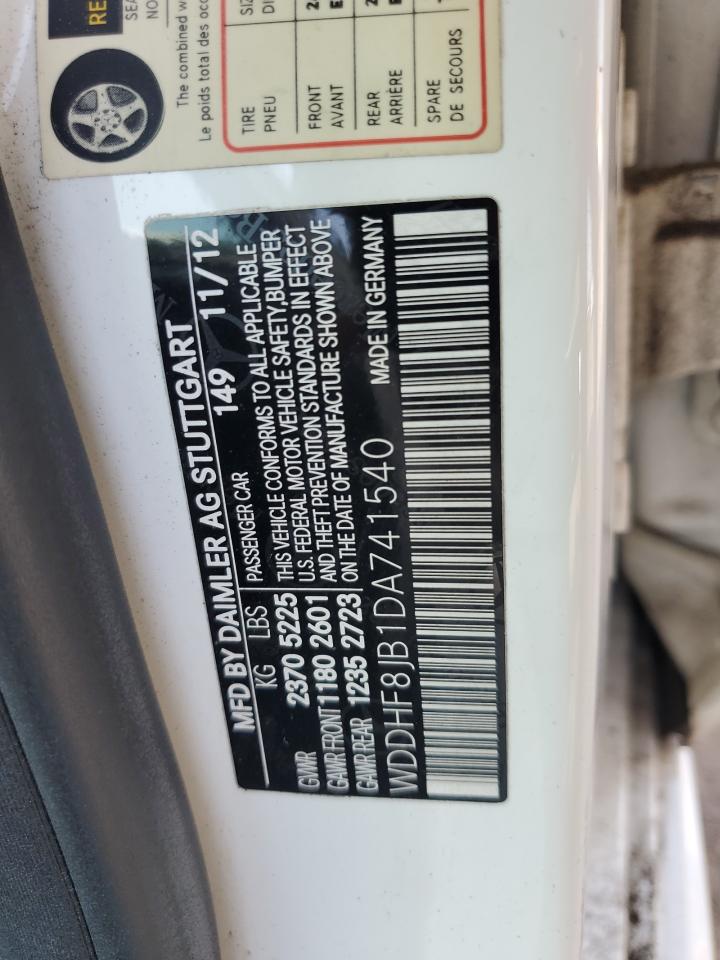 RE
SEA
NO
The combined w
Le poids total des occ
TIRE
PNEU
FRONT
AVANT
REAR
ARRIÈRE
SPARE
DE SECOURS
MFD BY DAIMLER AG STUTTGART
149 11/12
KG LBS PASSENGER CAR
GVWR 2370 5225
GAWR FRONT 1180 2601
GAWR REAR 1235 2723
THIS VEHICLE CONFORMS TO ALL APPLICABLE
U.S. FEDERAL MOTOR VEHICLE SAFETY,BUMPER
AND THEFT PREVENTION STANDARDS IN EFFECT
ON THE DATE OF MANUFACTURE SHOWN ABOVE
WDDHF8JB1DA741540 MADE IN GERMANY